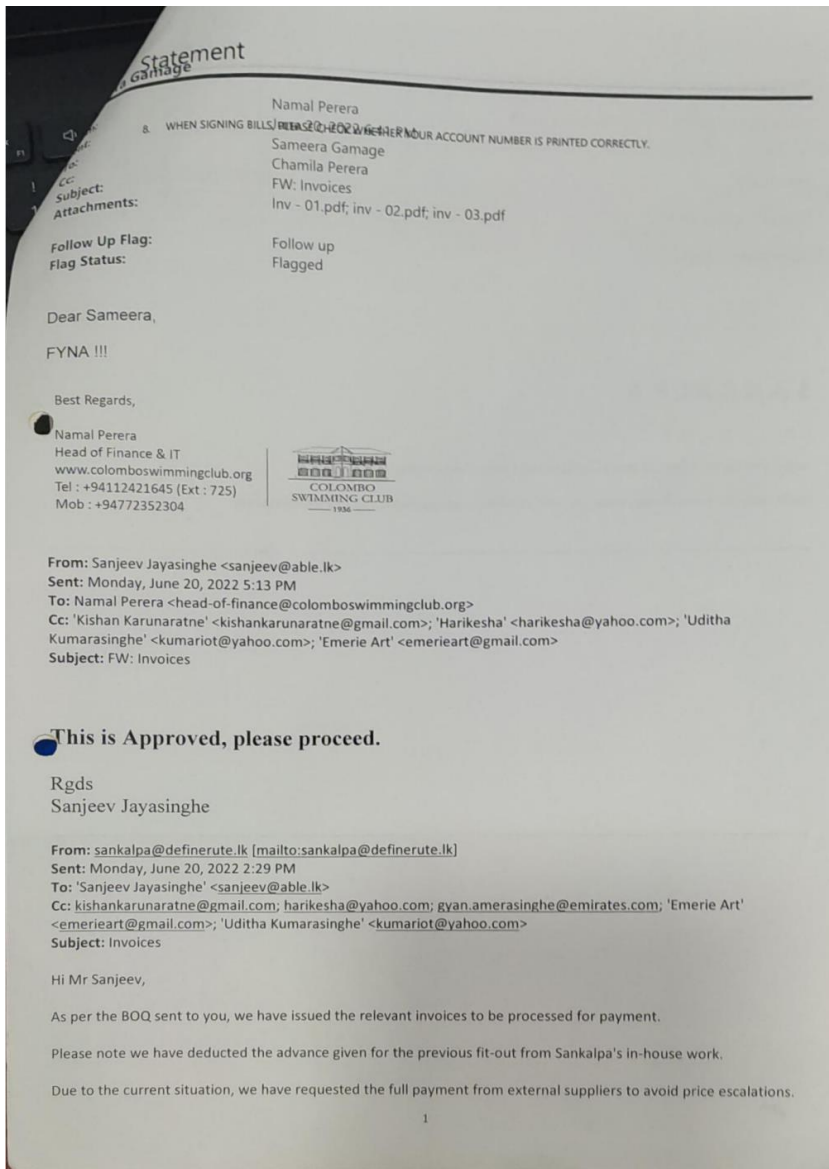 Statement
a Gamage
Namal Perera
8. WHEN SIGNING BILLS, PLEASE CHECK WHETHER YOUR ACCOUNT NUMBER IS PRINTED CORRECTLY.
Sameera Gamage
Cc: Chamila Perera
Subject: FW: Invoices
Attachments: Inv - 01.pdf; inv - 02.pdf; inv - 03.pdf
Follow Up Flag: Follow up
Flag Status: Flagged
Dear Sameera,
FYNA !!!
Best Regards,
Namal Perera
Head of Finance & IT
www.colomboswimmingclub.org
Tel : +94112421645 (Ext : 725)
Mob : +94772352304
COLOMBO
SWIMMING CLUB
1936
From: Sanjeev Jayasinghe <sanjeev@able.lk>
Sent: Monday, June 20, 2022 5:13 PM
To: Namal Perera <head-of-finance@colomboswimmingclub.org>
Cc: 'Kishan Karunaratne' <kishankarunaratne@gmail.com>; 'Harikesha' <harikesha@yahoo.com>; 'Uditha
Kumarasinghe' <kumariot@yahoo.com>; 'Emerie Art' <emerieart@gmail.com>
Subject: FW: Invoices
This is Approved, please proceed.
Rgds
Sanjeev Jayasinghe
From: sankalpa@definerute.lk [mailto:sankalpa@definerute.lk]
Sent: Monday, June 20, 2022 2:29 PM
To: 'Sanjeev Jayasinghe' <sanjeev@able.lk>
Cc: kishankarunaratne@gmail.com; harikesha@yahoo.com; gyan.amerasinghe@emirates.com; 'Emerie Art'
<emerieart@gmail.com>; 'Uditha Kumarasinghe' <kumariot@yahoo.com>
Subject: Invoices
Hi Mr Sanjeev,
As per the BOQ sent to you, we have issued the relevant invoices to be processed for payment.
Please note we have deducted the advance given for the previous fit-out from Sankalpa's in-house work.
Due to the current situation, we have requested the full payment from external suppliers to avoid price escalations.
1